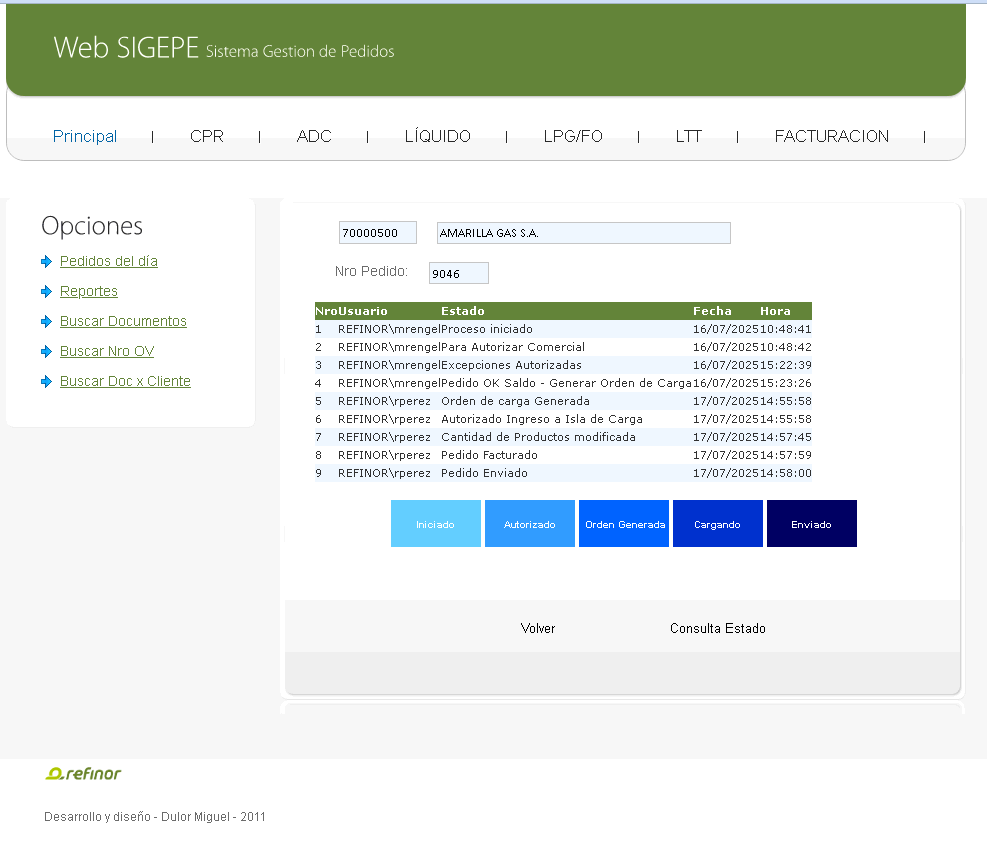 Web SIGEPE Sistema Gestion de Pedidos
Principal | CPR | ADC | LÍQUIDO | LPG/FO | LTT | FACTURACION |
Opciones
Pedidos del día
Reportes
Buscar Documentos
Buscar Nro OV
Buscar Doc x Cliente
70000500 AMARILLA GAS S.A.
Nro Pedido: 9046
Nro Usuario Estado Fecha Hora
1 REFINOR\mrengel Proceso iniciado 16/07/2025 10:48:41
2 REFINOR\mrengel Para Autorizar Comercial 16/07/2025 10:48:42
3 REFINOR\mrengel Excepciones Autorizadas 16/07/2025 15:22:39
4 REFINOR\mrengel Pedido OK Saldo - Generar Orden de Carga 16/07/2025 15:23:26
5 REFINOR\rperez Orden de carga Generada 17/07/2025 14:55:58
6 REFINOR\rperez Autorizado Ingreso a Isla de Carga 17/07/2025 14:55:58
7 REFINOR\rperez Cantidad de Productos modificada 17/07/2025 14:57:45
8 REFINOR\rperez Pedido Facturado 17/07/2025 14:57:59
9 REFINOR\rperez Pedido Enviado 17/07/2025 14:58:00
Iniciado Autorizado Orden Generada Cargando Enviado
Volver Consulta Estado
refinor
Desarrollo y diseño - Dulor Miguel - 2011